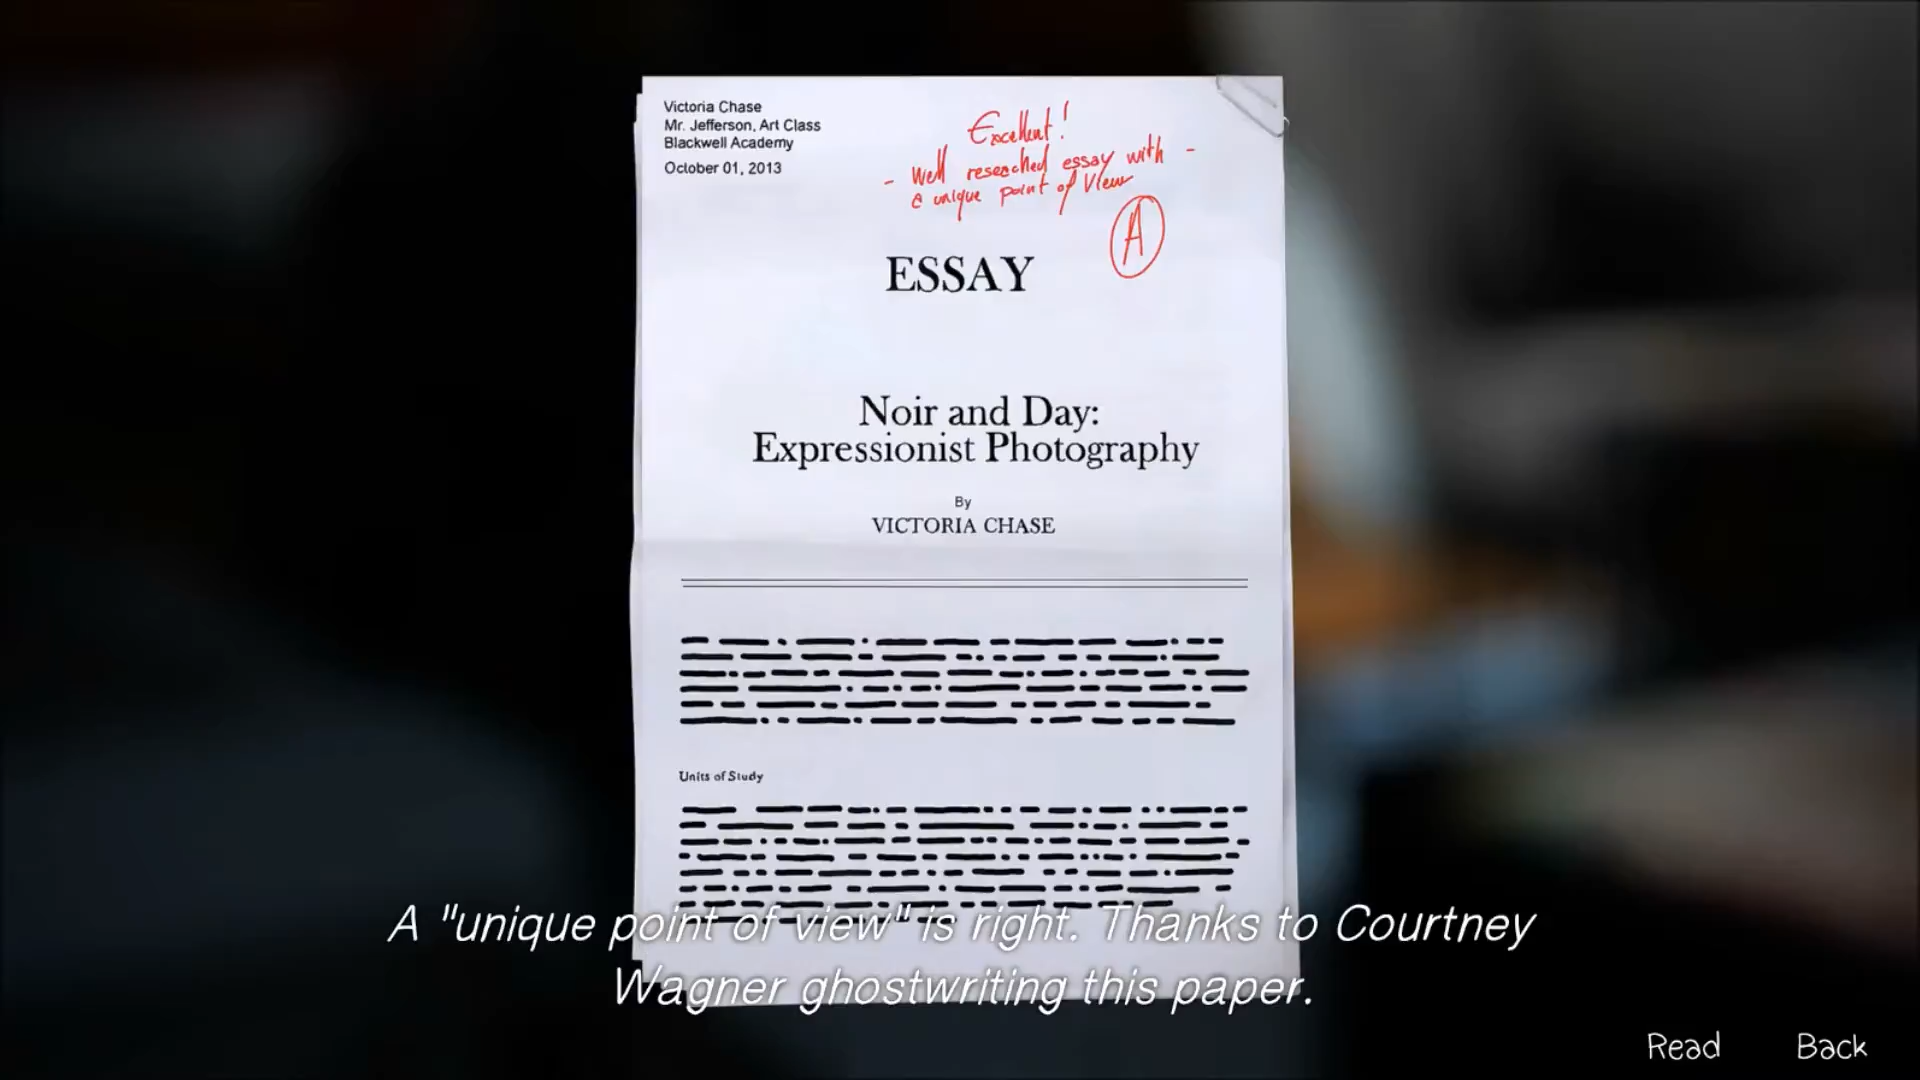 Victoria Chase
Mr. Jefferson, Art Class
Blackwell Academy
October 01, 2013
Excellent!
- Well reseached essay with -
a unique point of View
A
ESSAY
Noir and Day:
Expressionist Photography
By
VICTORIA CHASE
Units of Study
A "unique point of view" is right. Thanks to Courtney
Wagner ghostwriting this paper.
Read Back